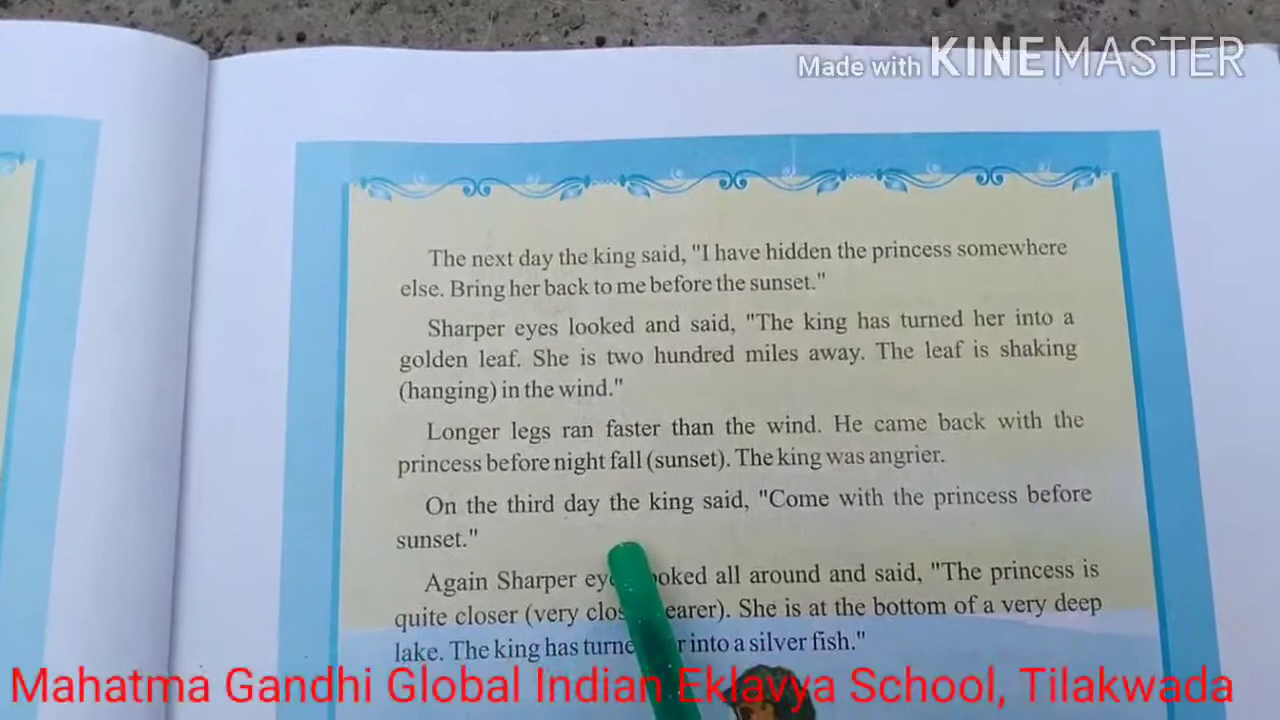 Made with KINEMASTER
The next day the king said, "I have hidden the princess somewhere
else. Bring her back to me before the sunset."
Sharper eyes looked and said, "The king has turned her into a
golden leaf. She is two hundred miles away. The leaf is shaking
(hanging) in the wind."
Longer legs ran faster than the wind. He came back with the
princess before night fall (sunset). The king was angrier.
On the third day the king said, "Come with the princess before
sunset."
Again Sharper all around and said, "The princess is
quite closer (very She is at the bottom of a very deep
lake. The king has into a silver fish."
Mahatma Gandhi Global Indian Eklavya School, Tilakwada